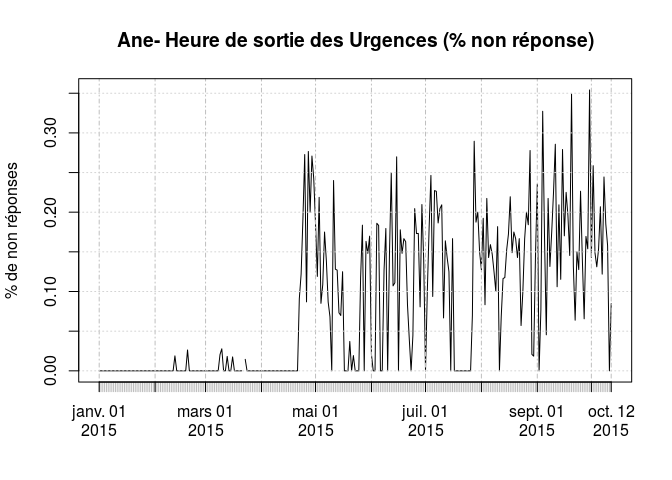 Ane- Heure de sortie des Urgences (% non réponse)
% de non réponses
0.30
0.20
0.10
0.00
janv. 01 mars 01 mai 01 juil. 01 sept. 01 oct. 12
2015 2015 2015 2015 2015 2015